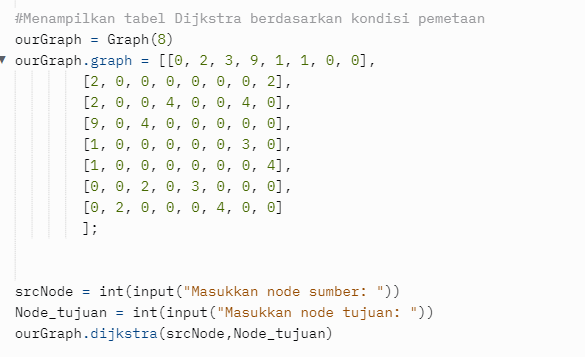 #Menampilkan tabel Dijkstra berdasarkan kondisi pemetaan
ourGraph = Graph(8)
ourGraph.graph = [[0, 2, 3, 9, 1, 1, 0, 0],
[2, 0, 0, 0, 0, 0, 0, 2],
[2, 0, 0, 4, 0, 0, 4, 0],
[9, 0, 4, 0, 0, 0, 0, 0],
[1, 0, 0, 0, 0, 0, 3, 0],
[1, 0, 0, 0, 0, 0, 0, 4],
[0, 0, 2, 0, 3, 0, 0, 0],
[0, 2, 0, 0, 0, 4, 0, 0]
];
srcNode = int(input("Masukkan node sumber: "))
Node_tujuan = int(input("Masukkan node tujuan: "))
ourGraph.dijkstra(srcNode,Node_tujuan)